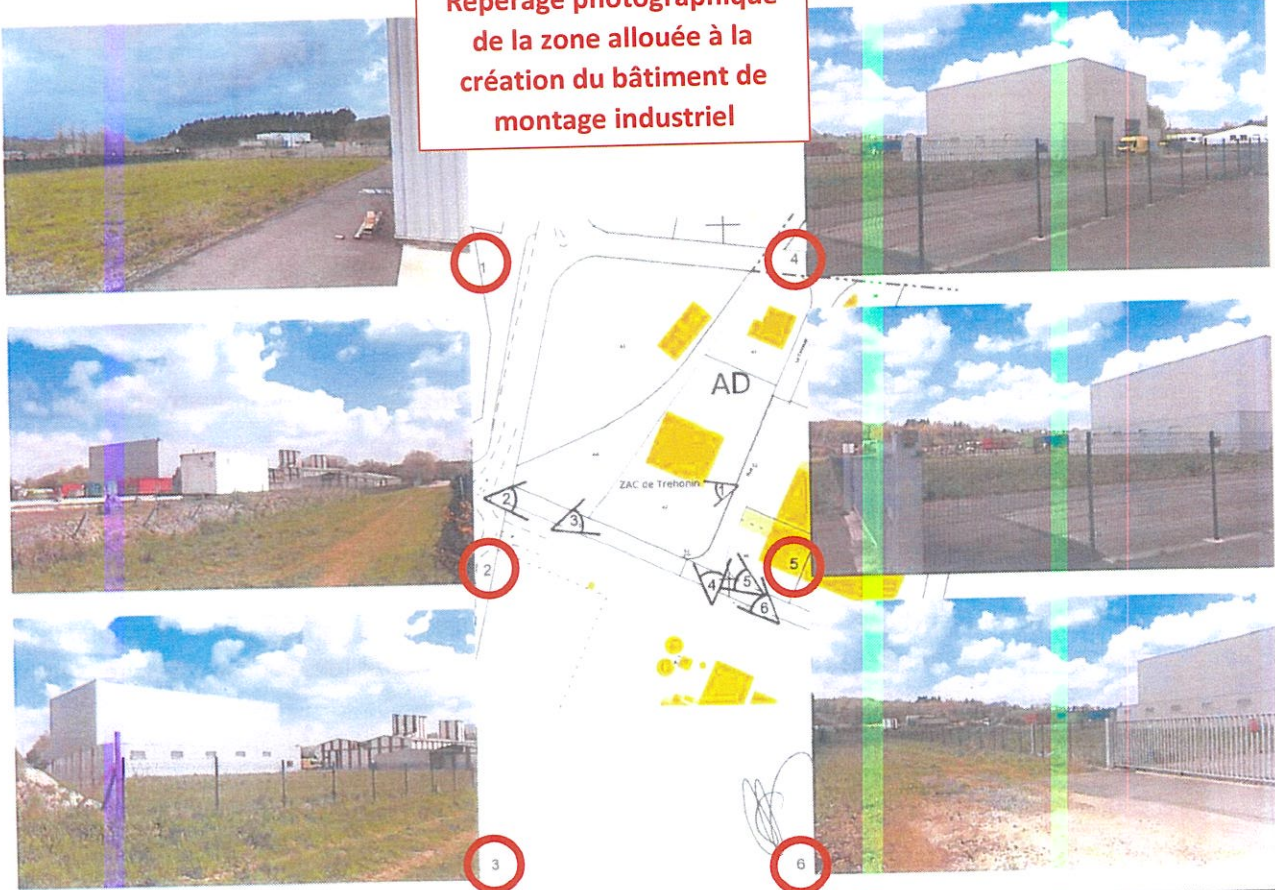 Repérage photographique
de la zone allouée à la
création du bâtiment de
montage industriel
1
4
AD
ZAC de Trehonin
1
2
3
2
5
4
5
6
3
6